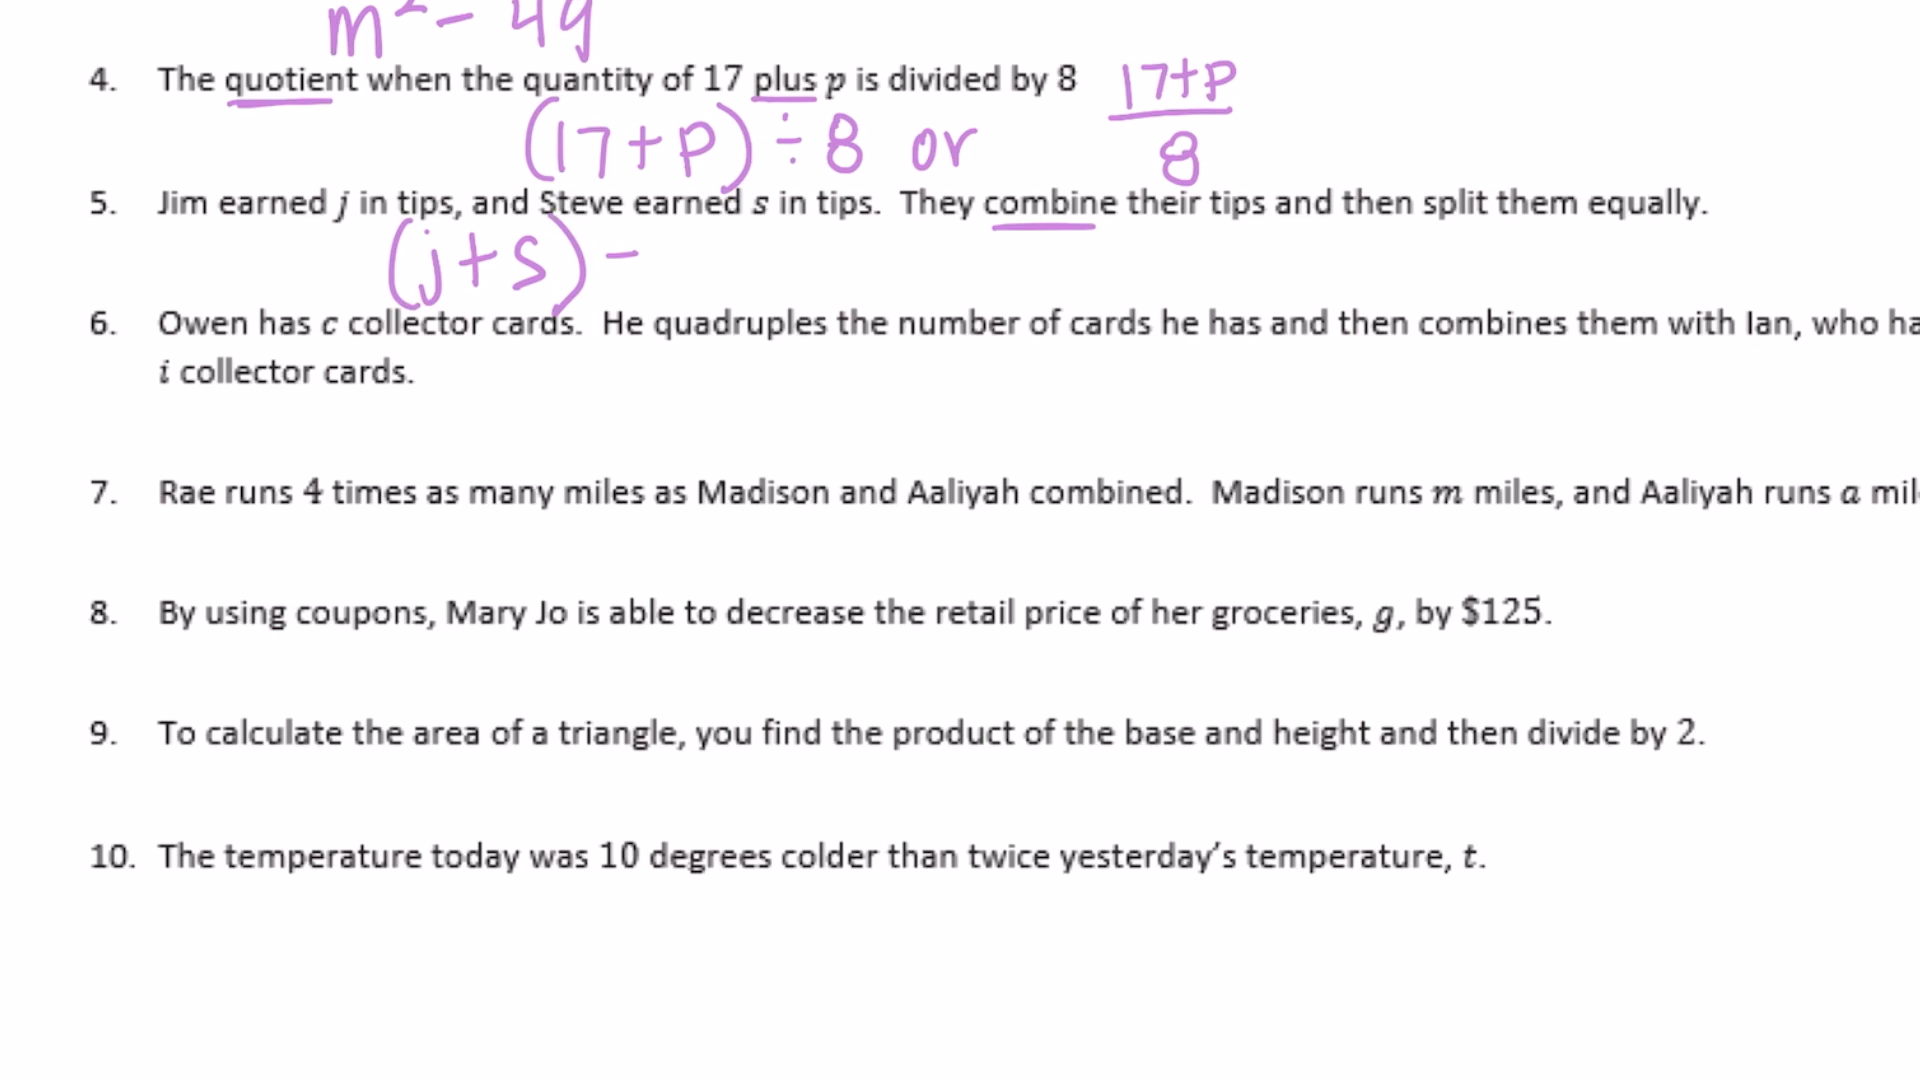 m² - 49
4. The quotient when the quantity of 17 plus p is divided by 8
17+p
8
(17+p) ÷ 8 or
5. Jim earned j in tips, and Steve earned s in tips. They combine their tips and then split them equally.
(j+s) -
6. Owen has c collector cards. He quadruples the number of cards he has and then combines them with Ian, who ha
i collector cards.
7. Rae runs 4 times as many miles as Madison and Aaliyah combined. Madison runs m miles, and Aaliyah runs a mil
8. By using coupons, Mary Jo is able to decrease the retail price of her groceries, g, by $125.
9. To calculate the area of a triangle, you find the product of the base and height and then divide by 2.
10. The temperature today was 10 degrees colder than twice yesterday's temperature, t.